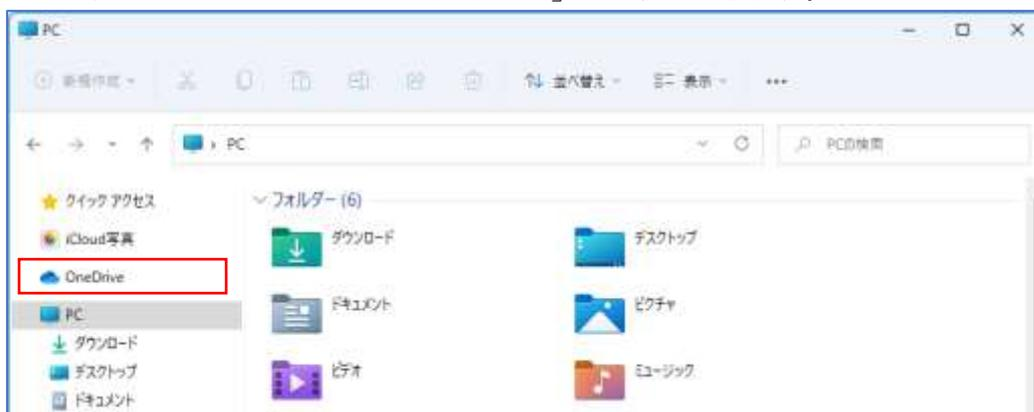 PC
新規作成
並べ替え
表示
PC
PCの検索
クイック アクセス
フォルダー (6)
iCloud写真
ダウンロード
デスクトップ
OneDrive
PC
ドキュメント
ピクチャ
ダウンロード
デスクトップ
ビデオ
ミュージック
ドキュメント